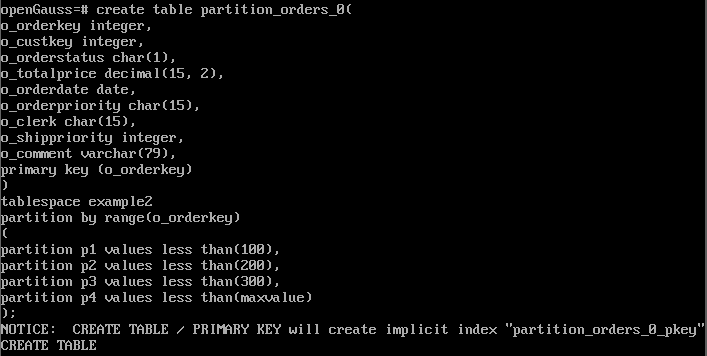 openGauss=# create table partition_orders_0(
o_orderkey integer,
o_custkey integer,
o_orderstatus char(1),
o_totalprice decimal(15, 2),
o_orderdate date,
o_orderpriority char(15),
o_clerk char(15),
o_shippriority integer,
o_comment varchar(79),
primary key (o_orderkey)
)
tablespace example2
partition by range(o_orderkey)
(
partition p1 values less than(100),
partition p2 values less than(200),
partition p3 values less than(300),
partition p4 values less than(maxvalue)
);
NOTICE:  CREATE TABLE / PRIMARY KEY will create implicit index "partition_orders_0_pkey"
CREATE TABLE